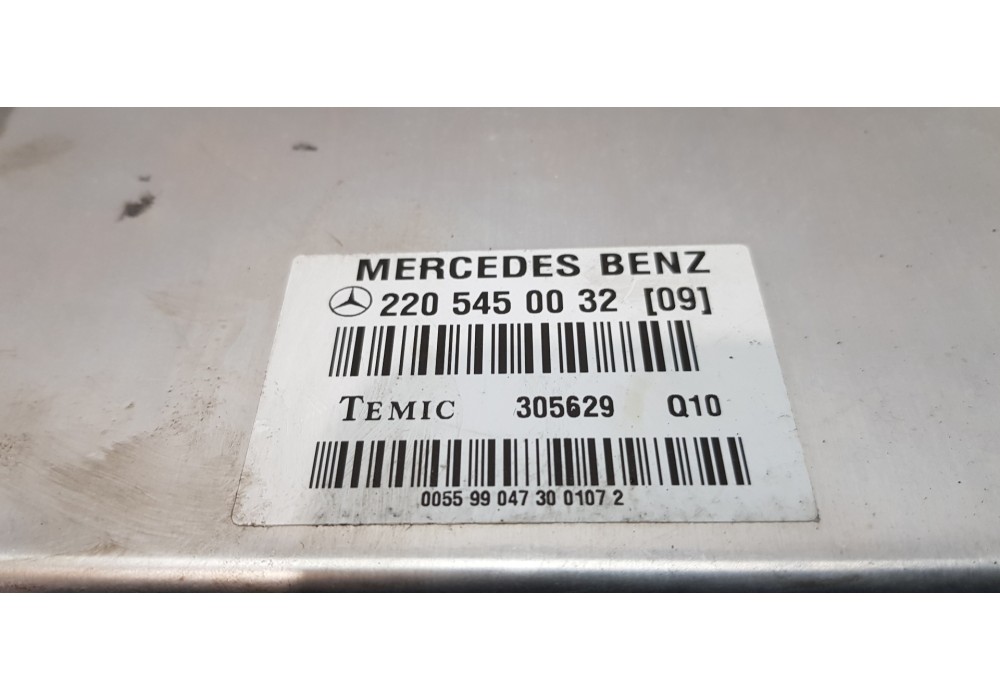 MERCEDES BENZ
220 545 00 32 [09]
TEMIC 305629 Q10
0055 99 047 30 0107 2